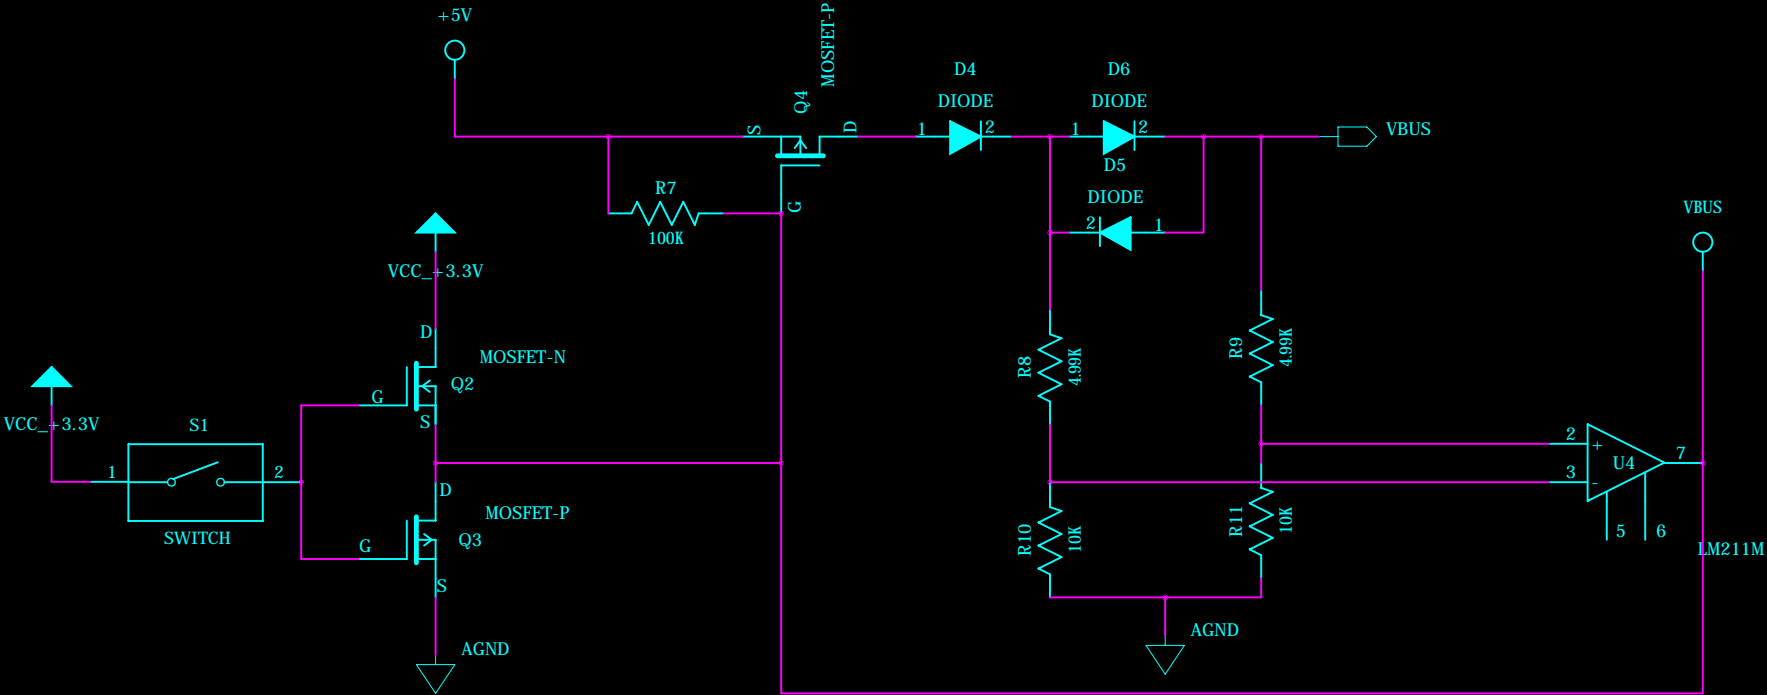 +5V
MOSFET-P
Q4
S
D
G
D4
DIODE
1
2
D6
DIODE
1
2
D5
DIODE
2
1
VBUS
R7
100K
VBUS
VCC_+3.3V
D
MOSFET-N
Q2
G
S
VCC_+3.3V
S1
1
2
SWITCH
D
MOSFET-P
Q3
G
S
AGND
R8
4.99K
R9
4.99K
R10
10K
R11
10K
AGND
2
+
3
-
U4
7
5
6
LM211M